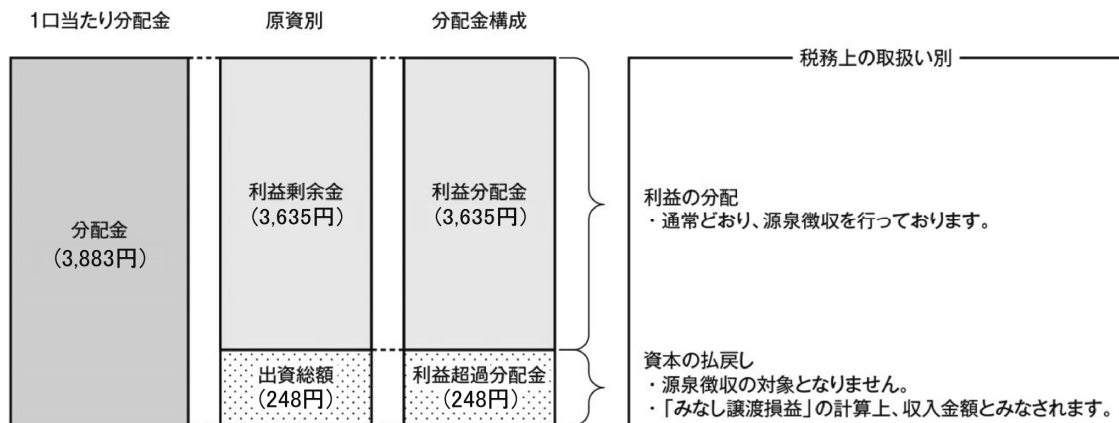 1口当たり分配金
原資別
分配金構成
税務上の取扱い別
分配金
(3,883円)
利益剰余金
(3,635円)
利益分配金
(3,635円)
利益の分配
・通常どおり、源泉徴収を行っております。
出資総額
(248円)
利益超過分配金
(248円)
資本の払戻し
・源泉徴収の対象となりません。
・「みなし譲渡損益」の計算上、収入金額とみなされます。